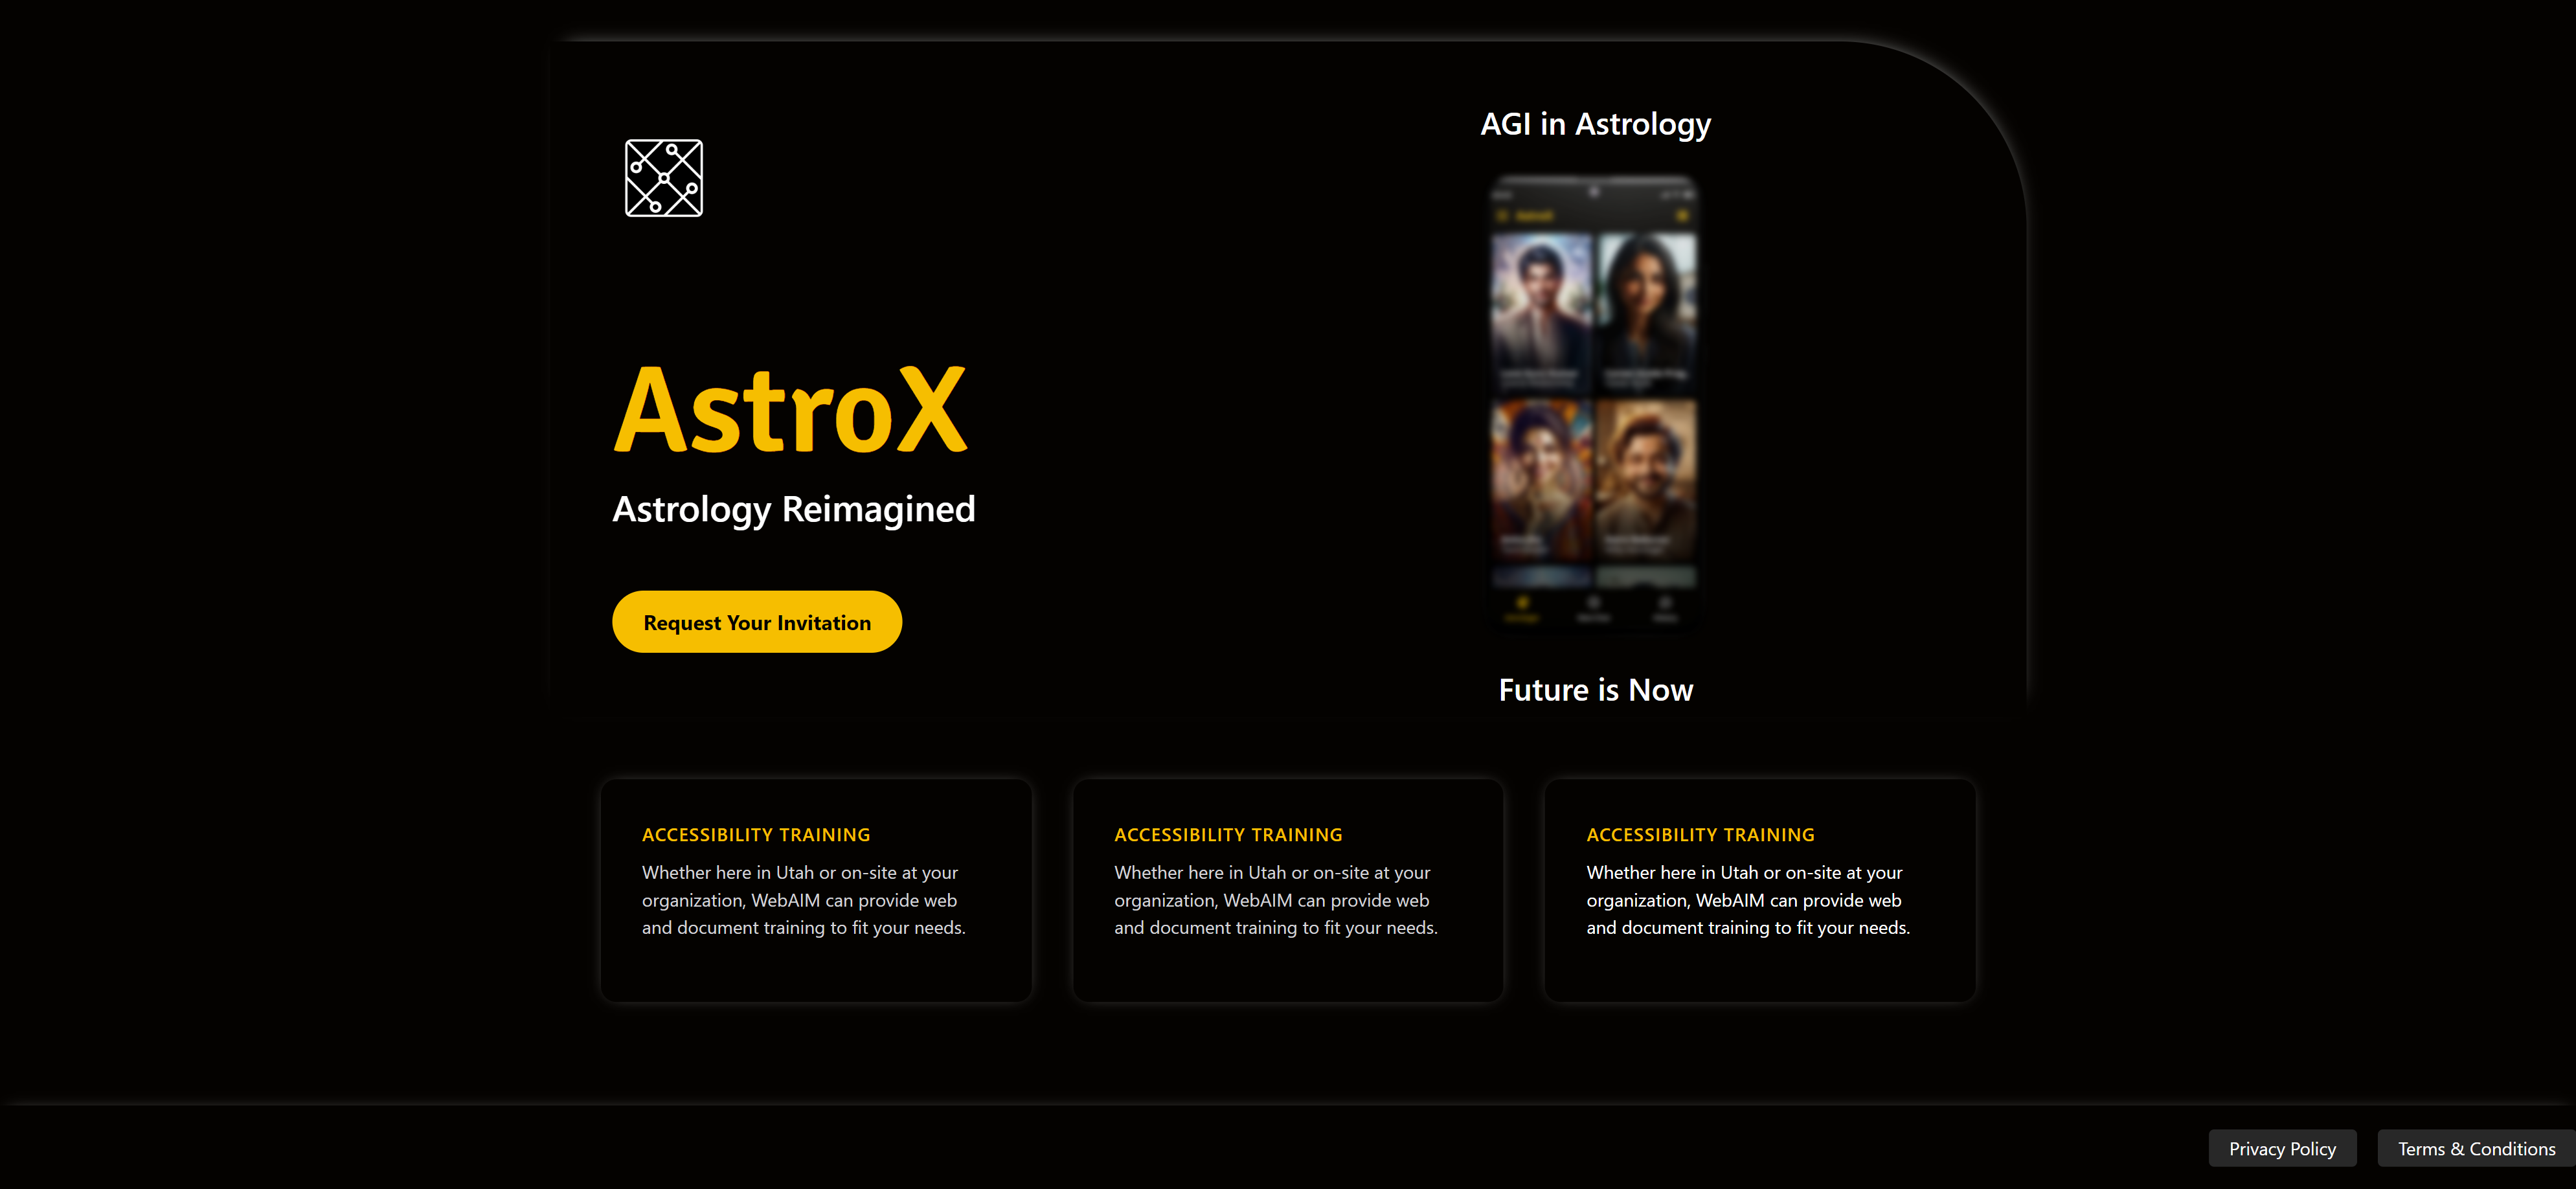 AGI in Astrology
AstroX
Astrology Reimagined
Request Your Invitation
Future is Now
ACCESSIBILITY TRAINING
Whether here in Utah or on-site at your
organization, WebAIM can provide web
and document training to fit your needs.
ACCESSIBILITY TRAINING
Whether here in Utah or on-site at your
organization, WebAIM can provide web
and document training to fit your needs.
ACCESSIBILITY TRAINING
Whether here in Utah or on-site at your
organization, WebAIM can provide web
and document training to fit your needs.
Privacy Policy
Terms & Conditions